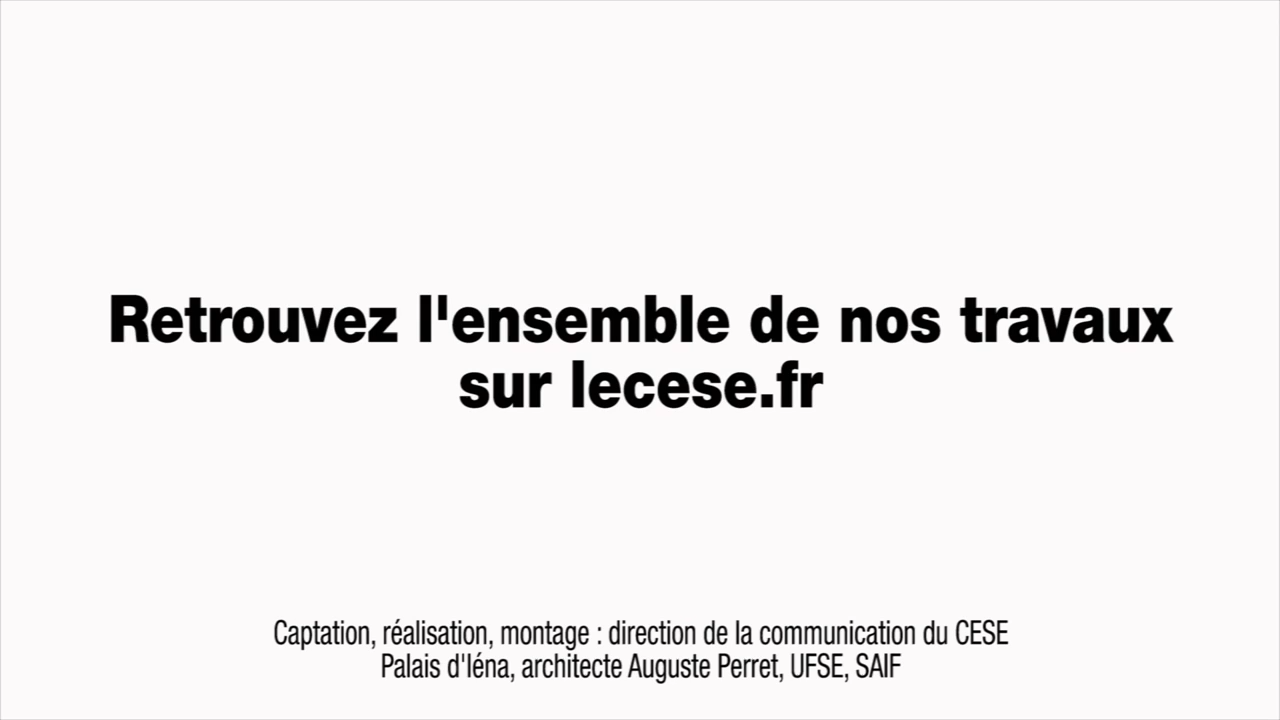 Retrouvez l'ensemble de nos travaux
sur lecese.fr
Captation, réalisation, montage : direction de la communication du CESE
Palais d'Iéna, architecte Auguste Perret, UFSE, SAIF